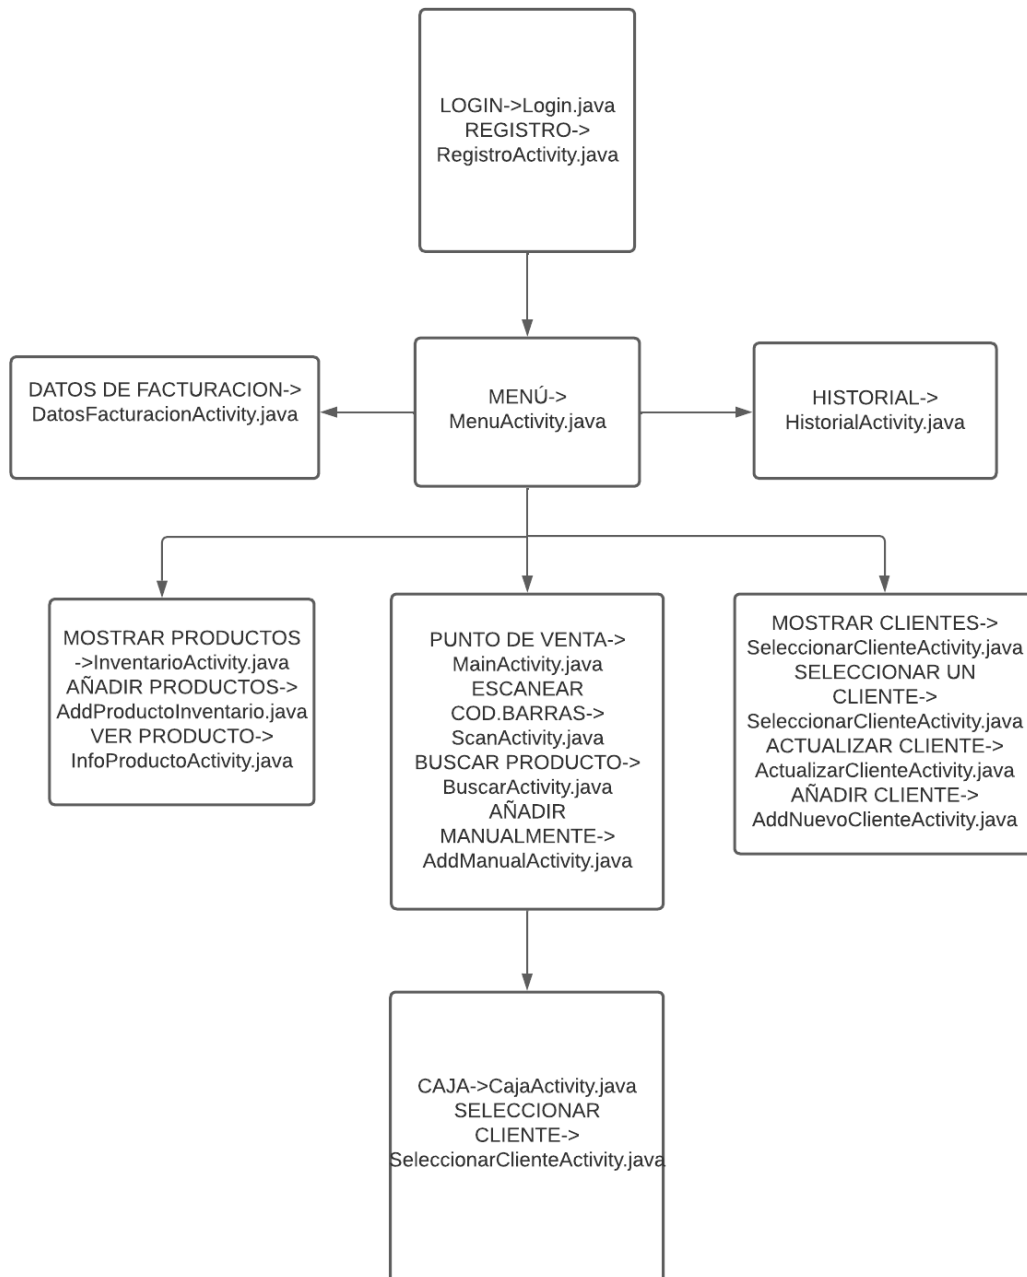 LOGIN->Login.java
REGISTRO->
RegistroActivity.java
DATOS DE FACTURACION->
DatosFacturacionActivity.java
MENÚ->
MenuActivity.java
HISTORIAL->
HistorialActivity.java
MOSTRAR PRODUCTOS
->InventarioActivity.java
AÑADIR PRODUCTOS->
AddProductoInventario.java
VER PRODUCTO->
InfoProductoActivity.java
PUNTO DE VENTA->
MainActivity.java
ESCANEAR
COD.BARRAS->
ScanActivity.java
BUSCAR PRODUCTO->
BuscarActivity.java
AÑADIR
MANUALMENTE->
AddManualActivity.java
MOSTRAR CLIENTES->
SeleccionarClienteActivity.java
SELECCIONAR UN
CLIENTE->
SeleccionarClienteActivity.java
ACTUALIZAR CLIENTE->
ActualizarClienteActivity.java
AÑADIR CLIENTE->
AddNuevoClienteActivity.java
CAJA->CajaActivity.java
SELECCIONAR
CLIENTE->
SeleccionarClienteActivity.java